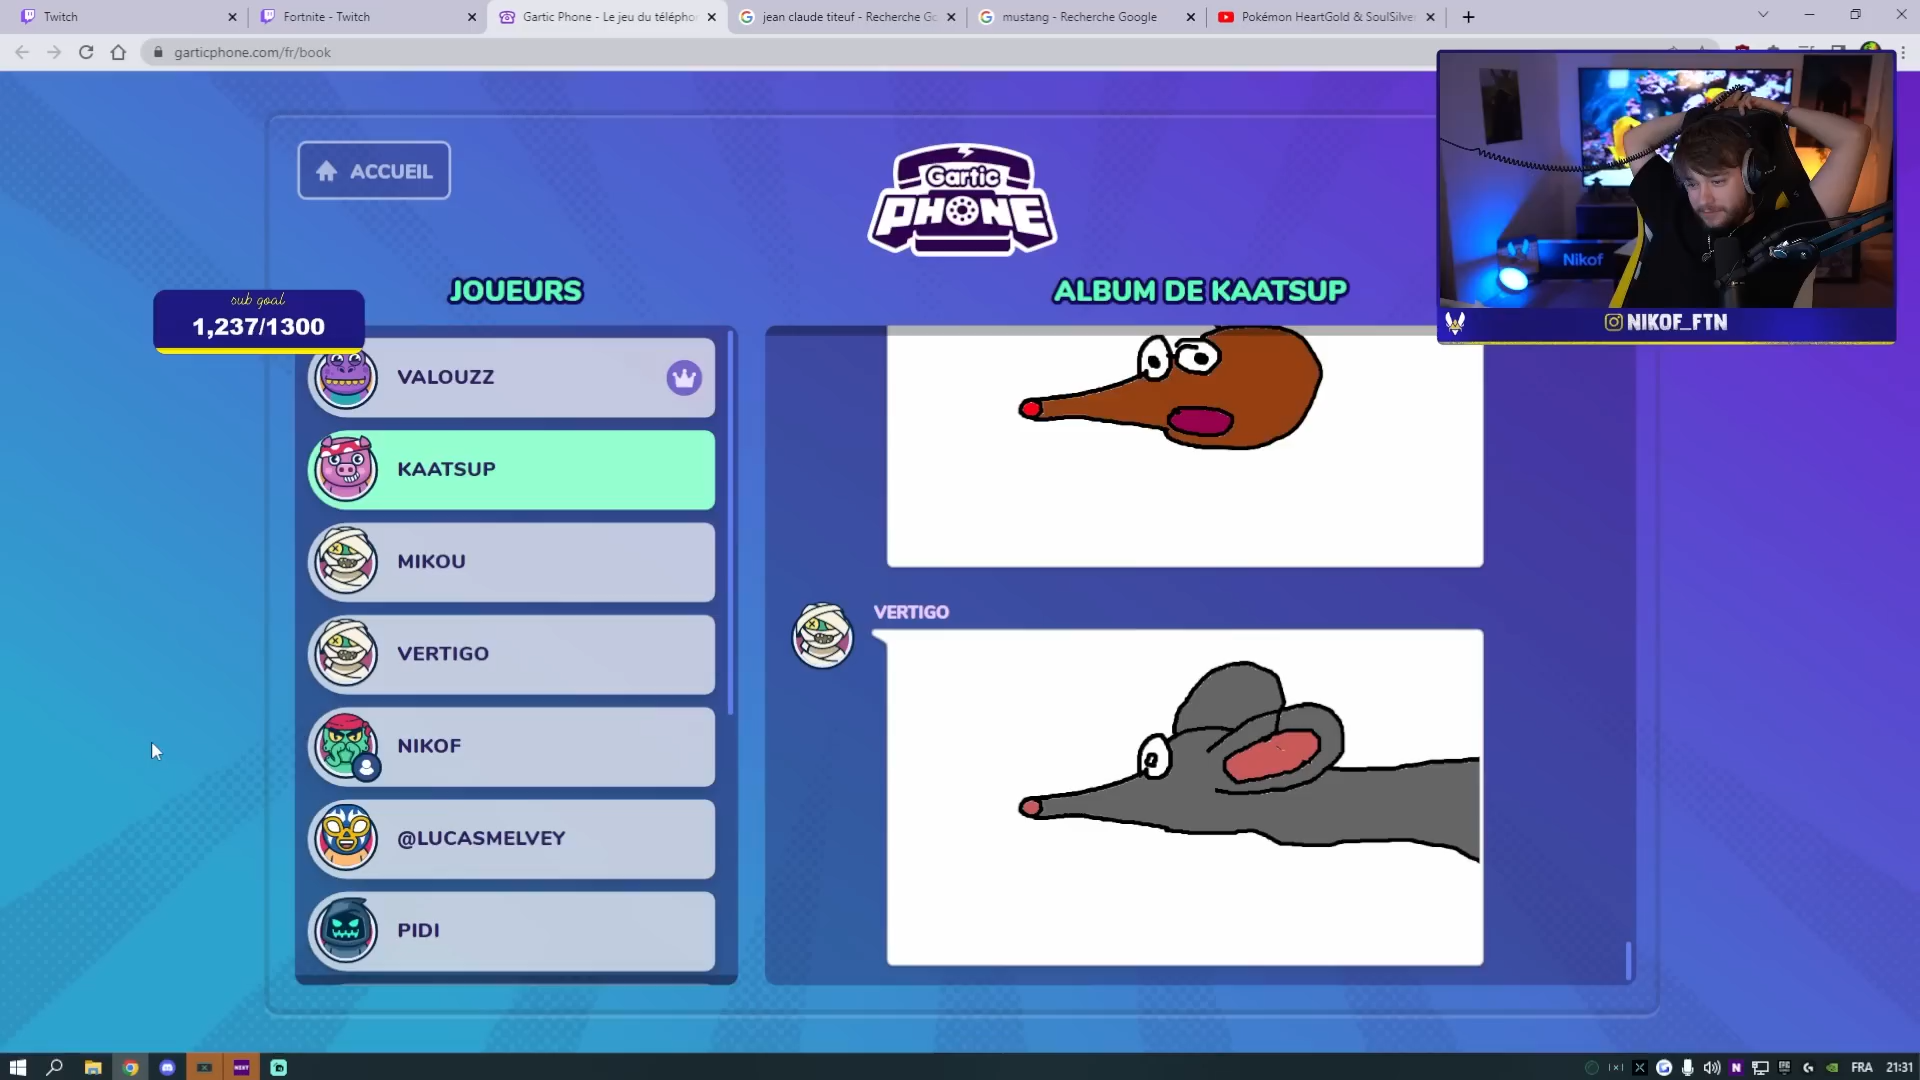 Twitch
Fortnite - Twitch
Gartic Phone - Le jeu du télépho
jean claude titeuf - Recherche Go
mustang - Recherche Google
Pokémon HeartGold & SoulSilve
garticphone.com/fr/book
ACCUEIL
Gartic
PHONE
Nikof
NIKOF_FTN
sub goal
1,237/1300
JOUEURS
ALBUM DE KAATSUP
VALOUZZ
KAATSUP
MIKOU
VERTIGO
NIKOF
@LUCASMELVEY
PIDI
VERTIGO
FRA
21:31